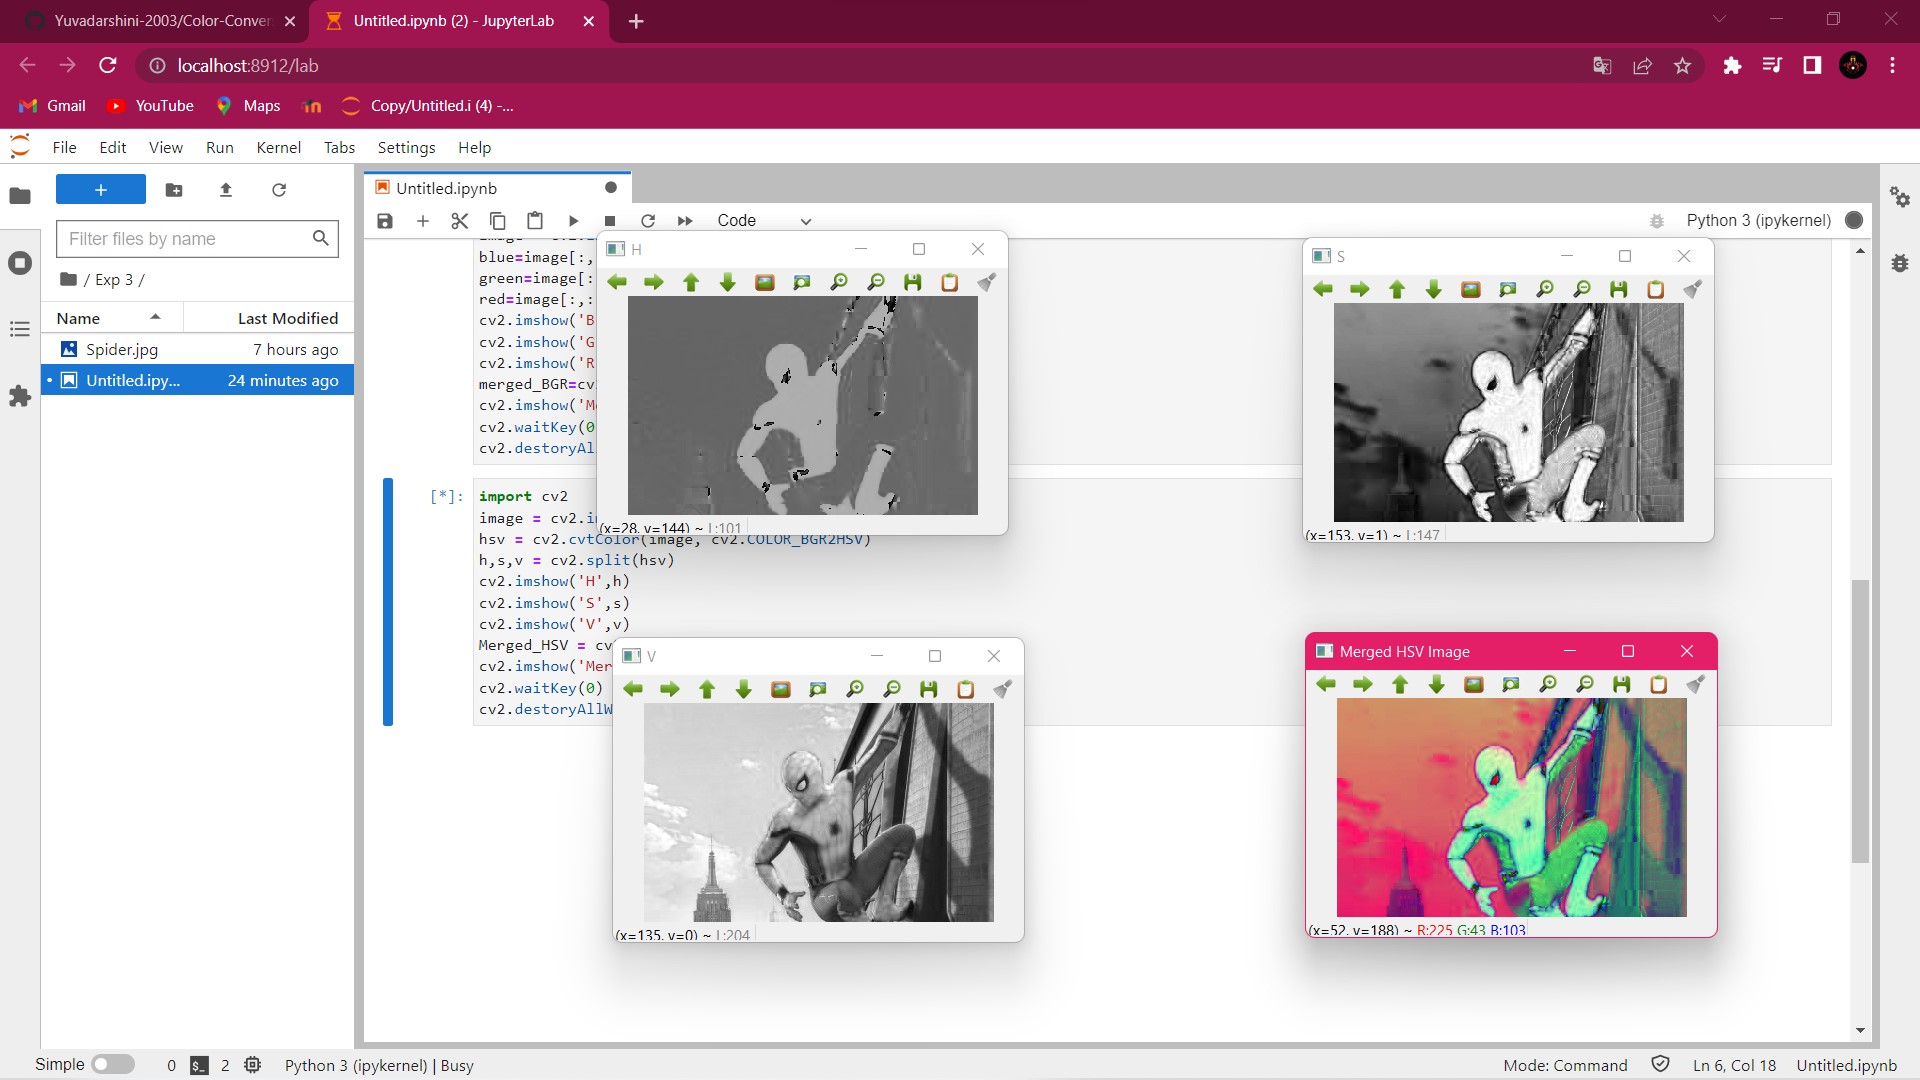 Yuvadarshini-2003/Color-Conver
Untitled.ipynb (2) - JupyterLab
localhost:8912/lab
Gmail
YouTube
Maps
Copy/Untitled.i (4) -...
File Edit View Run Kernel Tabs Settings Help
Untitled.ipynb
Filter files by name
/ Exp 3 /
Name
Last Modified
Spider.jpg
7 hours ago
Untitled.ipy...
24 minutes ago
Code
Python 3 (ipykernel)
blue=image[:,
green=image[:
red=image[:,:
cv2.imshow('B
cv2.imshow('G
cv2.imshow('R
merged_BGR=cv
cv2.imshow('M
cv2.waitKey(0
cv2.destoryAl
[*]:
import cv2
image = cv2.i
hsv = cv2.cvtColor(image, cv2.COLOR_BGR2HSV)
h,s,v = cv2.split(hsv)
cv2.imshow('H',h)
cv2.imshow('S',s)
cv2.imshow('V',v)
Merged_HSV = cv
cv2.imshow('Mer
cv2.waitKey(0)
cv2.destoryAllW
H
(x=28, y=144) ~ L:101
S
(x=153, y=1) ~ L:147
V
(x=135, y=0) ~ L:204
Merged HSV Image
(x=52, y=188) ~ R:225 G:43 B:103
Simple
0
2
Python 3 (ipykernel) | Busy
Mode: Command
Ln 6, Col 18
Untitled.ipynb